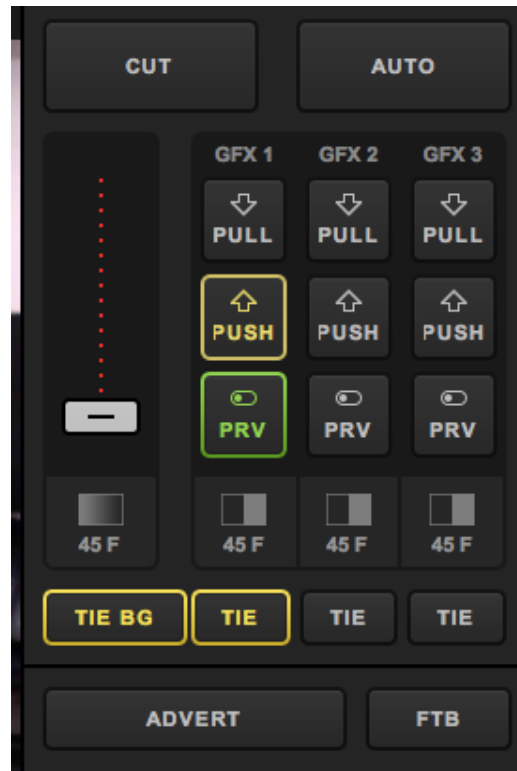 CUT AUTO
GFX 1 GFX 2 GFX 3
PULL PULL PULL
PUSH PUSH PUSH
PRV PRV PRV
45 F 45 F 45 F 45 F
TIE BG TIE TIE TIE
ADVERT FTB